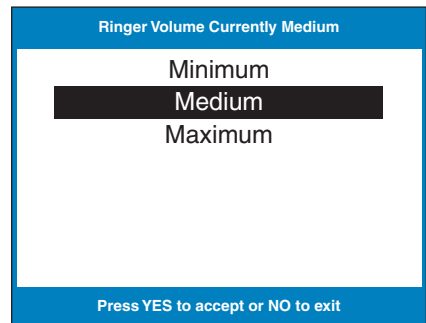 Ringer Volume Currently Medium
Minimum
Medium
Maximum
Press YES to accept or NO to exit